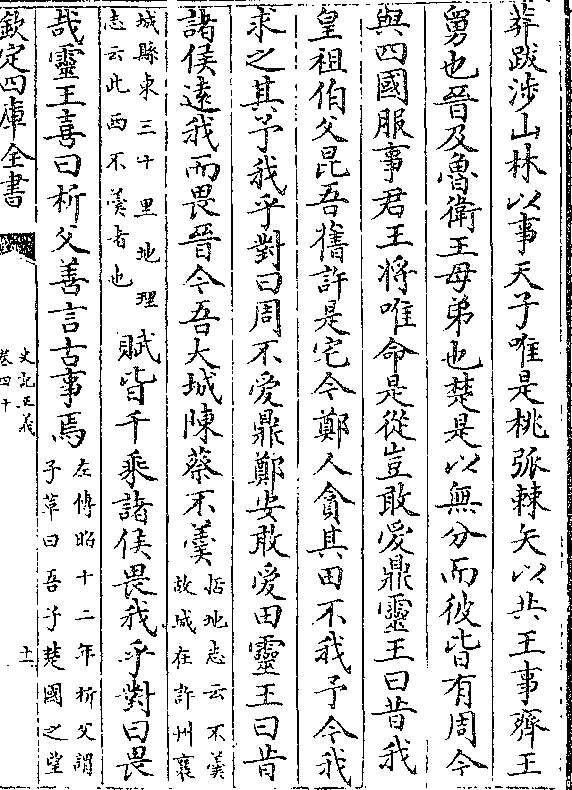 莽跋涉山林以事天子唯是桃弧棘矢以共王事齊王
舅也晉及魯衛王母弟也楚是以無分而彼皆有周今
與四國服事君王將唯命是從豈敢愛鼎靈王曰昔我
皇祖伯父昆吾舊許是宅今鄭人貪其田不我予今我
求之其予我乎對曰周不愛鼎鄭安敢愛田靈王曰昔
諸侯遠我而畏晉今吾大城陳蔡不羹
括地志云不羹
故城在許州襄
城縣東三十里地理
志云此西不羹者也
賦皆千乘諸侯畏我乎對曰畏
哉靈王喜曰析父善言古事焉
左傳昭十二年析父謂
子革曰吾子楚國之望
欽定四庫全書
史記正義
卷四十
十一